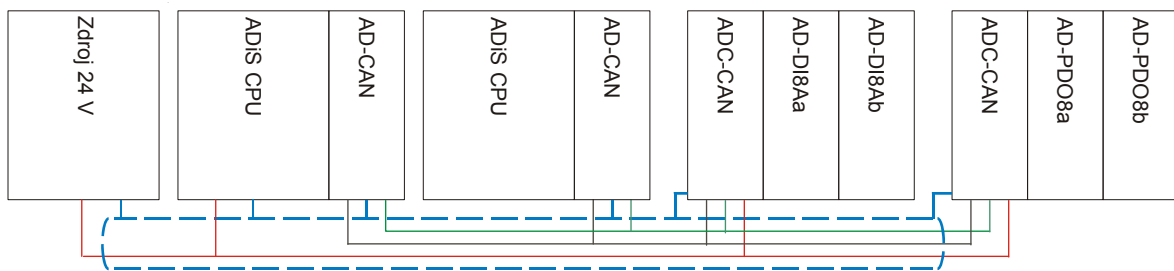 Zdroj 24 V
ADiS CPU
AD-CAN
ADiS CPU
AD-CAN
ADC-CAN
AD-DI8Aa
AD-DI8Ab
ADC-CAN
AD-PDO8a
AD-PDO8b